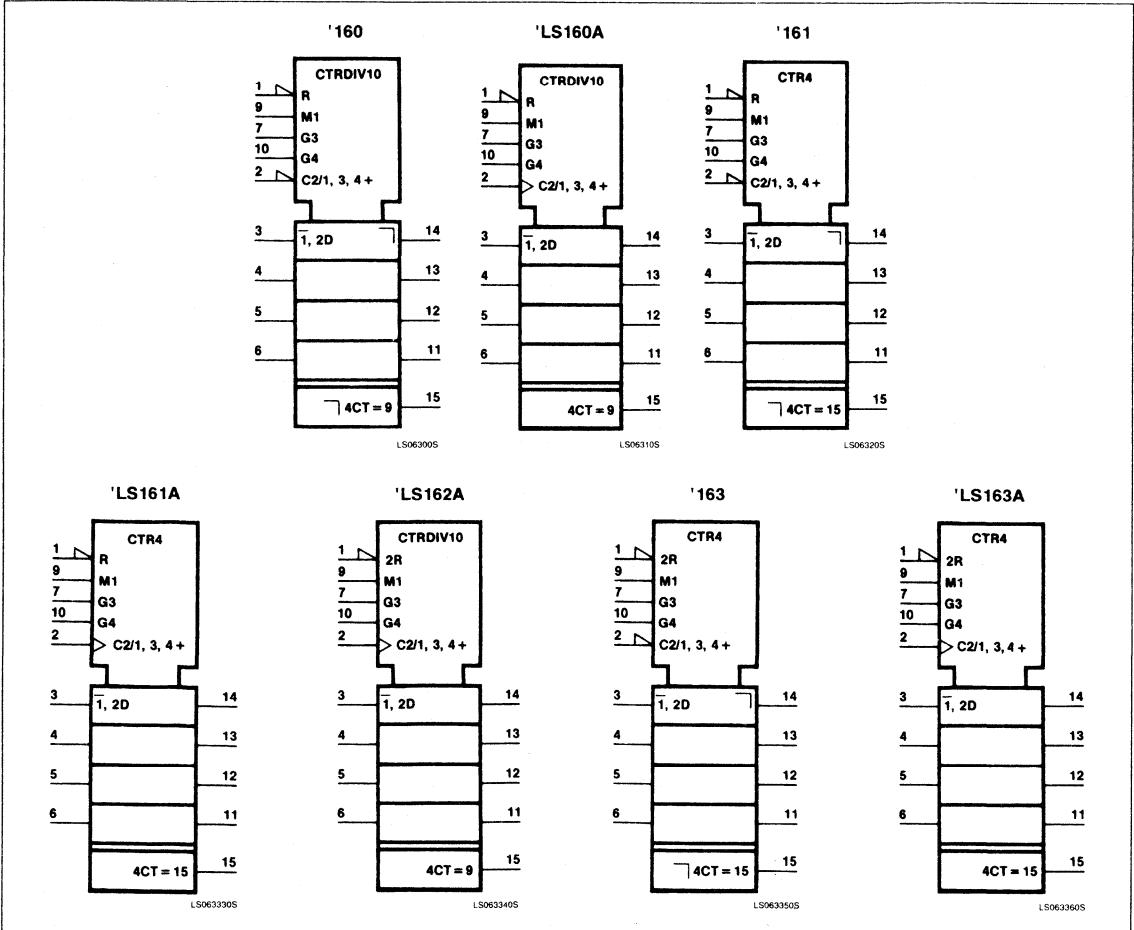 '160
CTRDIV10
1
R
9
M1
7
G3
10
G4
2
C2/1, 3, 4 +
3
1̅, 2D
14
4
13
5
12
6
11
4CT = 9
15
LS06300S
'LS160A
CTRDIV10
1
R
9
M1
7
G3
10
G4
2
C2/1, 3, 4 +
3
1̅, 2D
14
4
13
5
12
6
11
4CT = 9
15
LS06310S
'161
CTR4
1
R
9
M1
7
G3
10
G4
2
C2/1, 3, 4 +
3
1̅, 2D
14
4
13
5
12
6
11
4CT = 15
15
LS06320S
'LS161A
CTR4
1
R
9
M1
7
G3
10
G4
2
C2/1, 3, 4 +
3
1̅, 2D
14
4
13
5
12
6
11
4CT = 15
15
LS063330S
'LS162A
CTRDIV10
1
2R
9
M1
7
G3
10
G4
2
C2/1, 3, 4 +
3
1̅, 2D
14
4
13
5
12
6
11
4CT = 9
15
LS063340S
'163
CTR4
1
2R
9
M1
7
G3
10
G4
2
C2/1, 3, 4 +
3
1̅, 2D
14
4
13
5
12
6
11
4CT = 15
15
LS063350S
'LS163A
CTR4
1
2R
9
M1
7
G3
10
G4
2
C2/1, 3, 4 +
3
1̅, 2D
14
4
13
5
12
6
11
4CT = 15
15
LS063360S